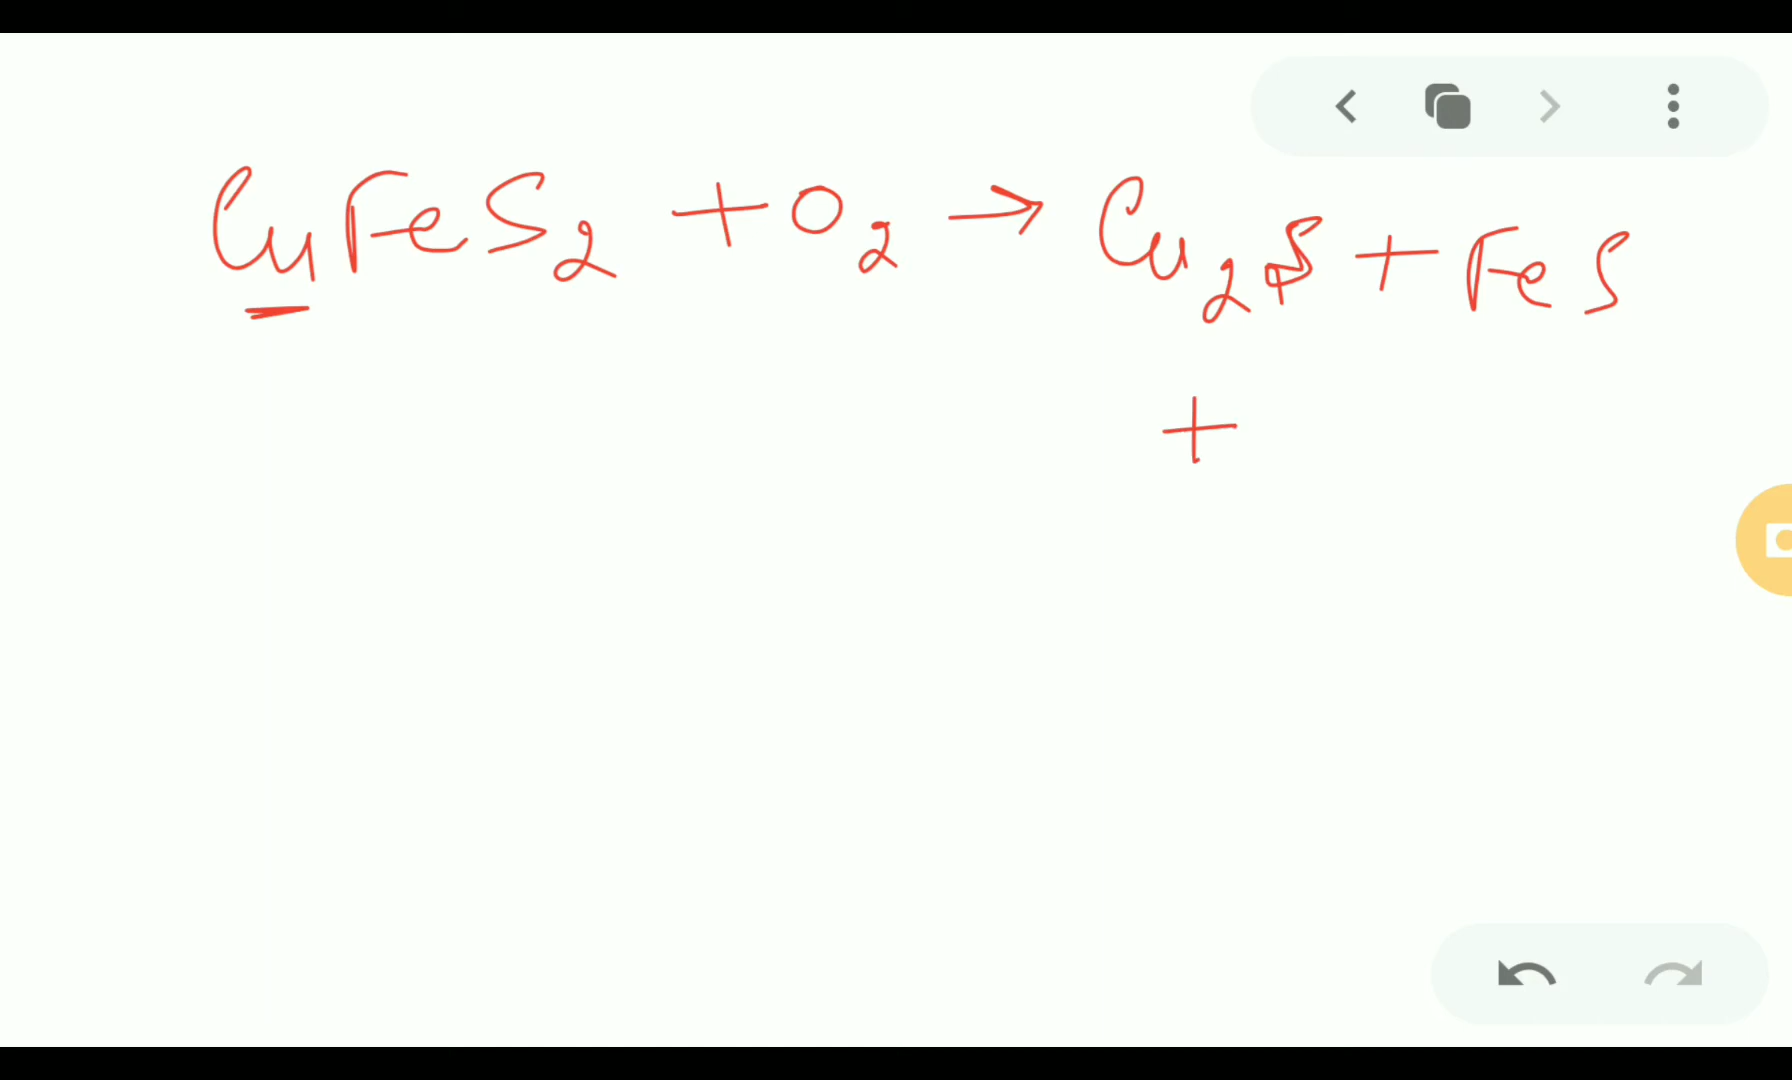 CuFeS₂ + O₂ → Cu₂S + FeS
+